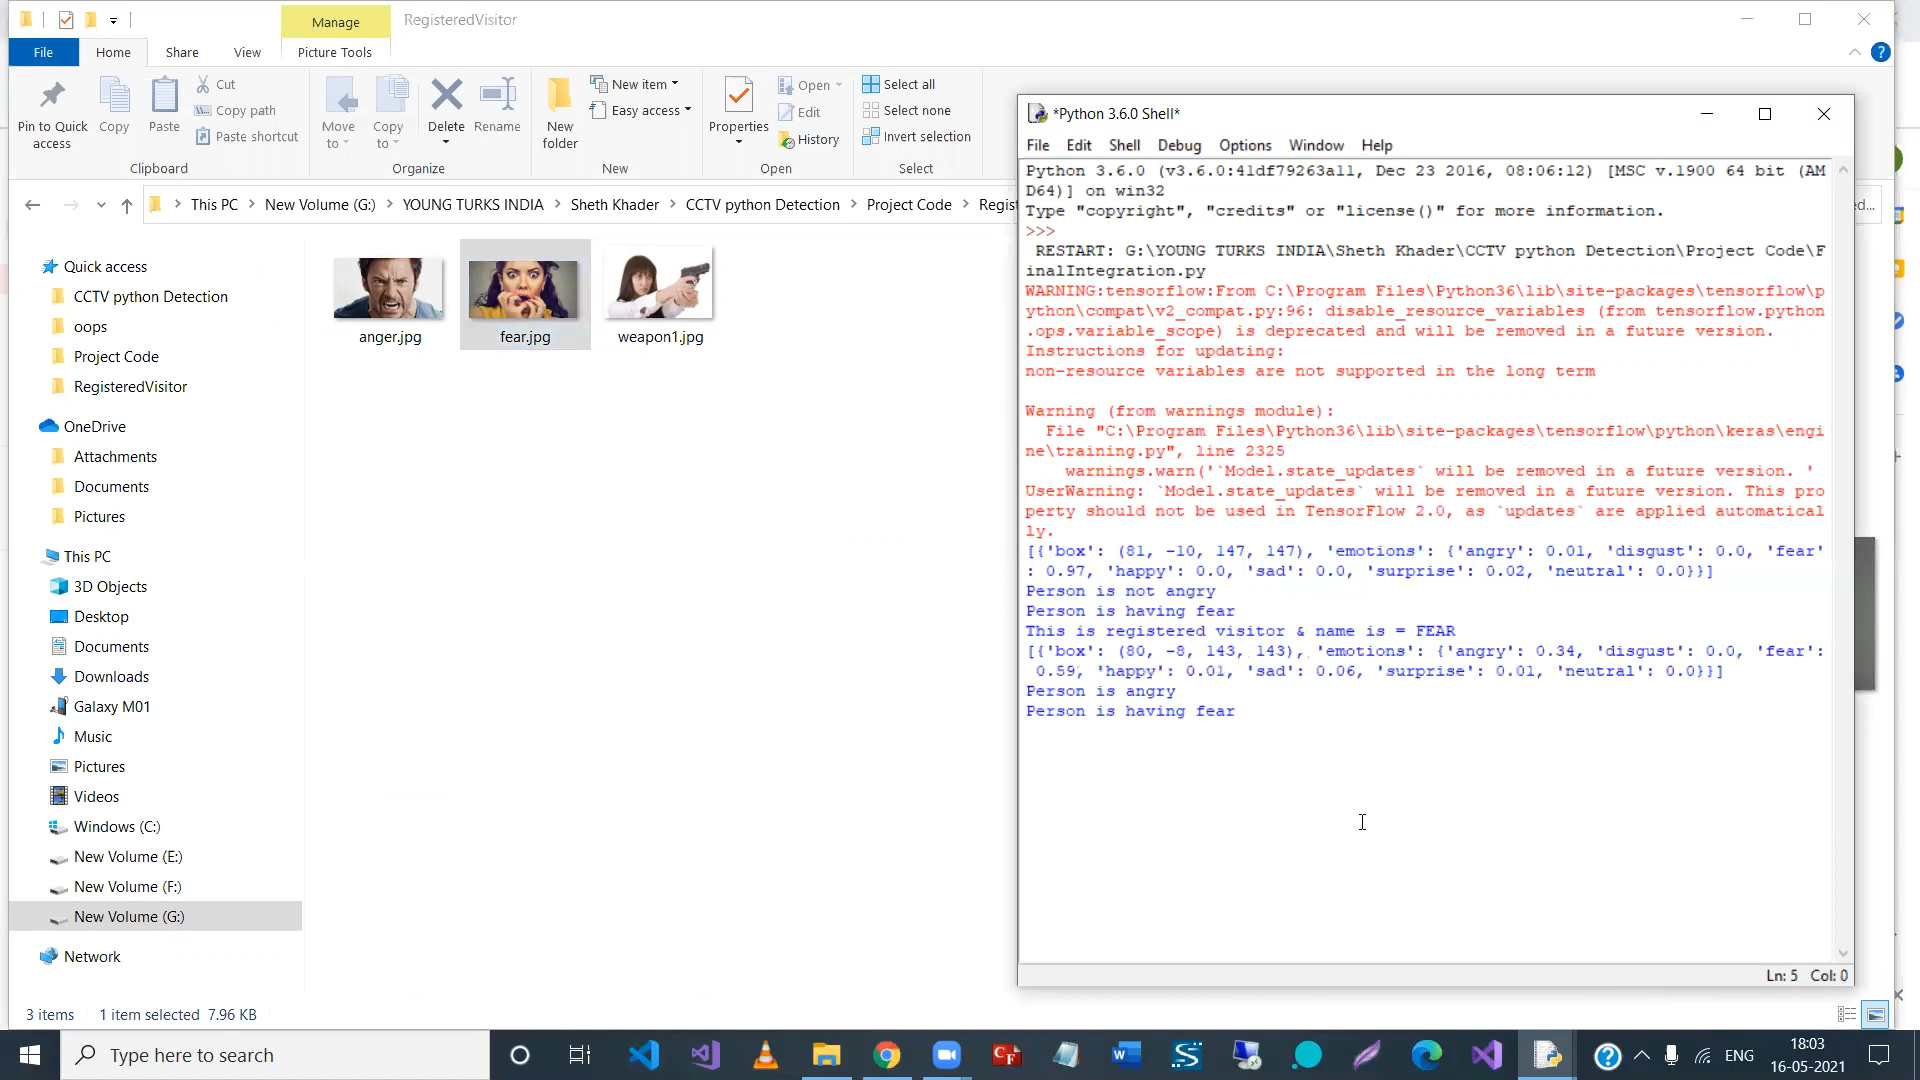 Manage
RegisteredVisitor
File
Home
Share
View
Picture Tools
Pin to Quick access
Copy
Paste
Cut
Copy path
Paste shortcut
Clipboard
Move to
Copy to
Delete
Rename
Organize
New folder
New item
Easy access
New
Properties
Open
Edit
History
Open
Select all
Select none
Invert selection
Select
This PC
New Volume (G:)
YOUNG TURKS INDIA
Sheth Khader
CCTV python Detection
Project Code
Regist
ed...
Quick access
CCTV python Detection
oops
Project Code
RegisteredVisitor
OneDrive
Attachments
Documents
Pictures
This PC
3D Objects
Desktop
Documents
Downloads
Galaxy M01
Music
Pictures
Videos
Windows (C:)
New Volume (E:)
New Volume (F:)
New Volume (G:)
Network
anger.jpg
fear.jpg
weapon1.jpg
3 items
1 item selected 7.96 KB
*Python 3.6.0 Shell*
File Edit Shell Debug Options Window Help
Python 3.6.0 (v3.6.0:41df79263a11, Dec 23 2016, 08:06:12) [MSC v.1900 64 bit (AM
D64)] on win32
Type "copyright", "credits" or "license()" for more information.
>>>
RESTART: G:\YOUNG TURKS INDIA\Sheth Khader\CCTV python Detection\Project Code\F
inalIntegration.py
WARNING:tensorflow:From C:\Program Files\Python36\lib\site-packages\tensorflow\p
ython\compat\v2_compat.py:96: disable_resource_variables (from tensorflow.python
.ops.variable_scope) is deprecated and will be removed in a future version.
Instructions for updating:
non-resource variables are not supported in the long term
Warning (from warnings module):
File "C:\Program Files\Python36\lib\site-packages\tensorflow\python\keras\engi
ne\training.py", line 2325
warnings.warn('`Model.state_updates` will be removed in a future version. '
UserWarning: `Model.state_updates` will be removed in a future version. This pro
perty should not be used in TensorFlow 2.0, as `updates` are applied automatical
ly.
[{'box': (81, -10, 147, 147), 'emotions': {'angry': 0.01, 'disgust': 0.0, 'fear'
: 0.97, 'happy': 0.0, 'sad': 0.0, 'surprise': 0.02, 'neutral': 0.0}}]
Person is not angry
Person is having fear
This is registered visitor & name is = FEAR
[{'box': (80, -8, 143, 143), 'emotions': {'angry': 0.34, 'disgust': 0.0, 'fear':
0.59, 'happy': 0.01, 'sad': 0.06, 'surprise': 0.01, 'neutral': 0.0}}]
Person is angry
Person is having fear
Ln: 5 Col: 0
Type here to search
ENG
18:03
16-05-2021